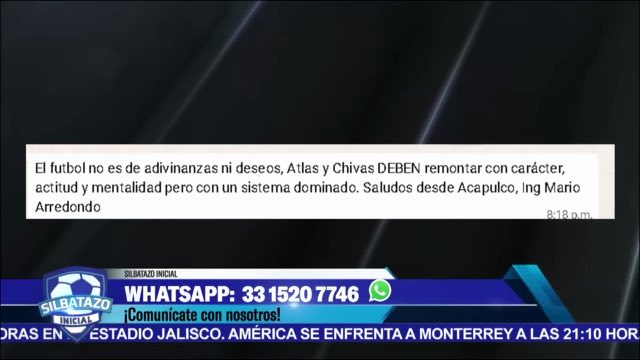 El futbol no es de adivinanzas ni deseos, Atlas y Chivas DEBEN remontar con carácter,
actitud y mentalidad pero con un sistema dominado. Saludos desde Acapulco, Ing Mario
Arredondo
8:18 p.m.
SILBATAZO INICIAL
WHATSAPP: 33 1520 7746
¡Comunícate con nosotros!
SILBATAZO
INICIAL
ORAS EN ESTADIO JALISCO. AMÉRICA SE ENFRENTA A MONTERREY A LAS 21:10 HOR